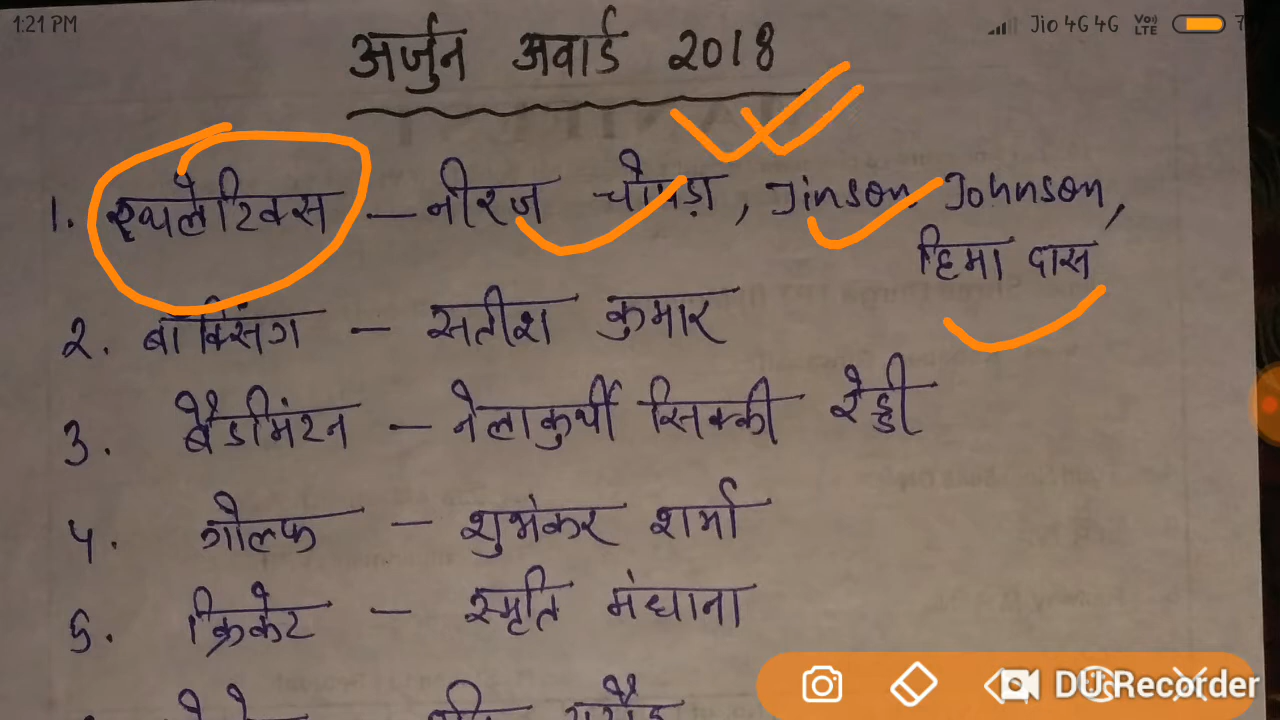 1:21 PM Jio 4G 4G VoLTE
अर्जुन अवार्ड 2018
1. एथलेटिक्स – नीरज चोपड़ा, Jinson Johnson,
हिमा दास
2. बॉक्सिंग – सतीश कुमार
3. बैडमिंटन – नेलाकुर्थी सिक्की रेड्डी
4. गोल्फ – शुभंकर शर्मा
5. क्रिकेट – स्मृति मंधाना
DU Recorder